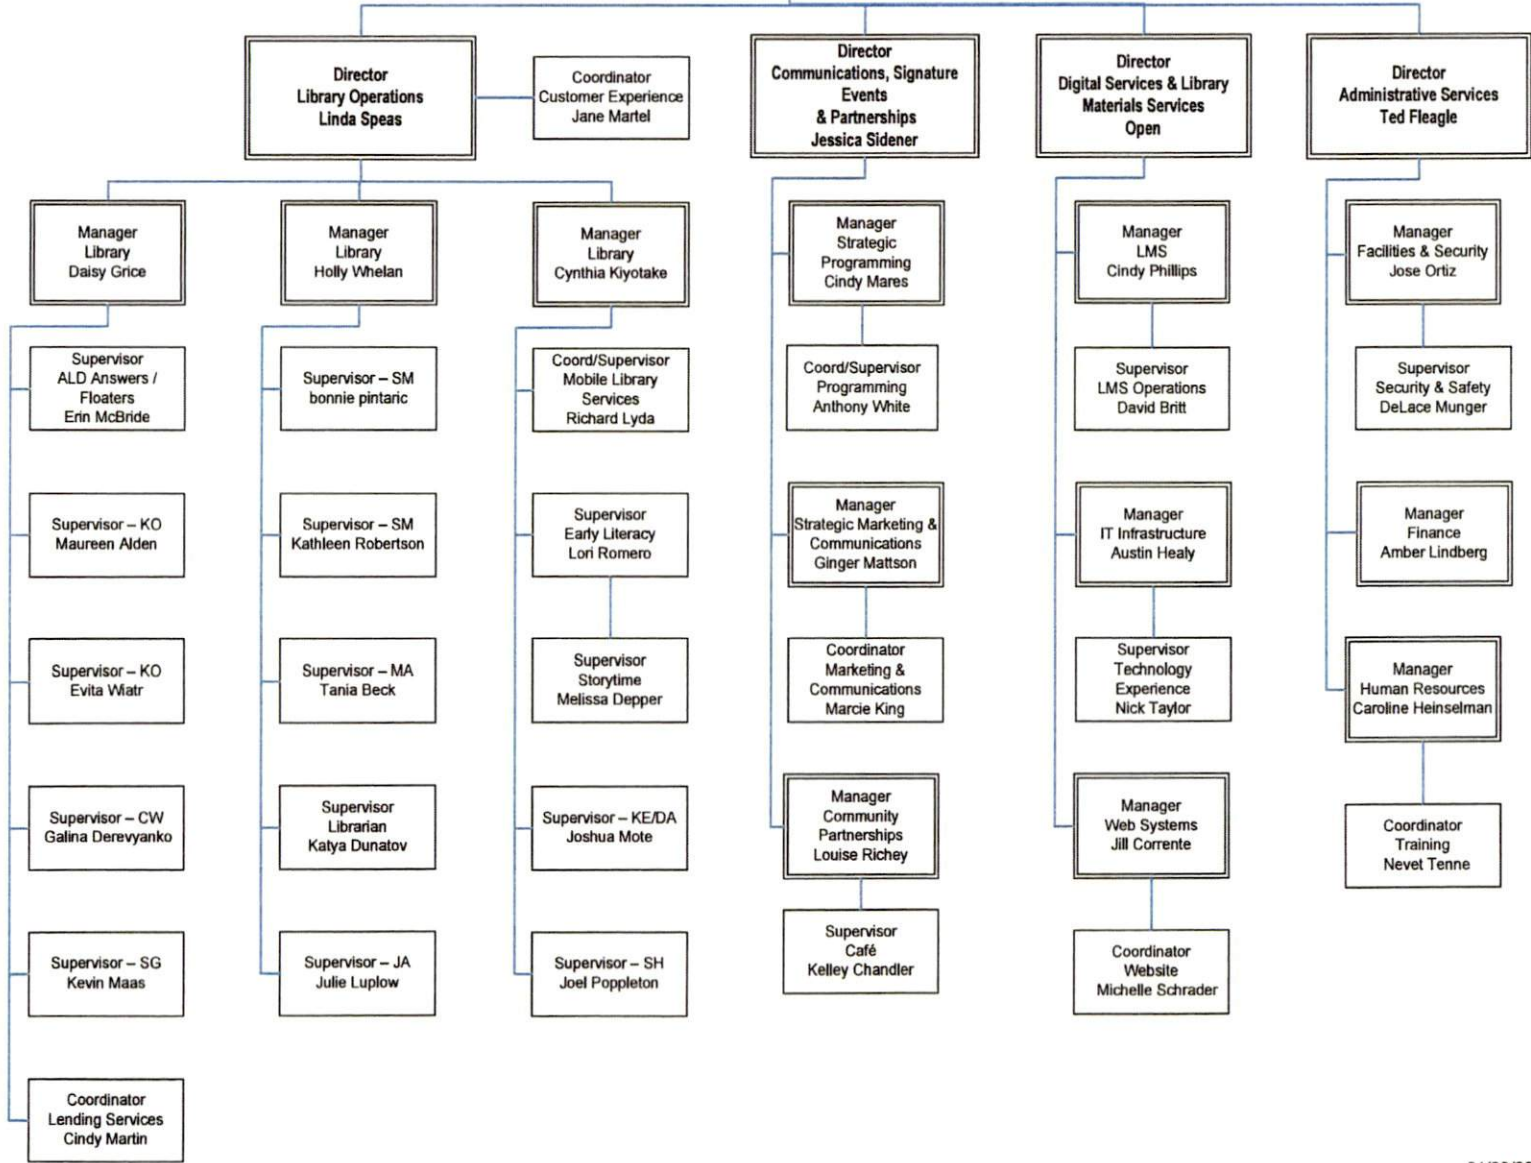 Director
Library Operations
Linda Speas
Coordinator
Customer Experience
Jane Martel
Director
Communications, Signature
Events
& Partnerships
Jessica Sidener
Director
Digital Services & Library
Materials Services
Open
Director
Administrative Services
Ted Fleagle
Manager
Library
Daisy Grice
Manager
Library
Holly Whelan
Manager
Library
Cynthia Kiyotake
Manager
Strategic
Programming
Cindy Mares
Manager
LMS
Cindy Phillips
Manager
Facilities & Security
Jose Ortiz
Supervisor
ALD Answers /
Floaters
Erin McBride
Supervisor – SM
bonnie pintaric
Coord/Supervisor
Mobile Library
Services
Richard Lyda
Coord/Supervisor
Programming
Anthony White
Supervisor
LMS Operations
David Britt
Supervisor
Security & Safety
DeLace Munger
Supervisor – KO
Maureen Alden
Supervisor – SM
Kathleen Robertson
Supervisor
Early Literacy
Lori Romero
Manager
Strategic Marketing &
Communications
Ginger Mattson
Manager
IT Infrastructure
Austin Healy
Manager
Finance
Amber Lindberg
Supervisor – KO
Evita Wiatr
Supervisor – MA
Tania Beck
Supervisor
Storytime
Melissa Depper
Coordinator
Marketing &
Communications
Marcie King
Supervisor
Technology
Experience
Nick Taylor
Manager
Human Resources
Caroline Heinselman
Supervisor – CW
Galina Derevyanko
Supervisor
Librarian
Katya Dunatov
Supervisor – KE/DA
Joshua Mote
Manager
Community
Partnerships
Louise Richey
Manager
Web Systems
Jill Corrente
Coordinator
Training
Nevet Tenne
Supervisor – SG
Kevin Maas
Supervisor – JA
Julie Luplow
Supervisor – SH
Joel Poppleton
Supervisor
Café
Kelley Chandler
Coordinator
Website
Michelle Schrader
Coordinator
Lending Services
Cindy Martin